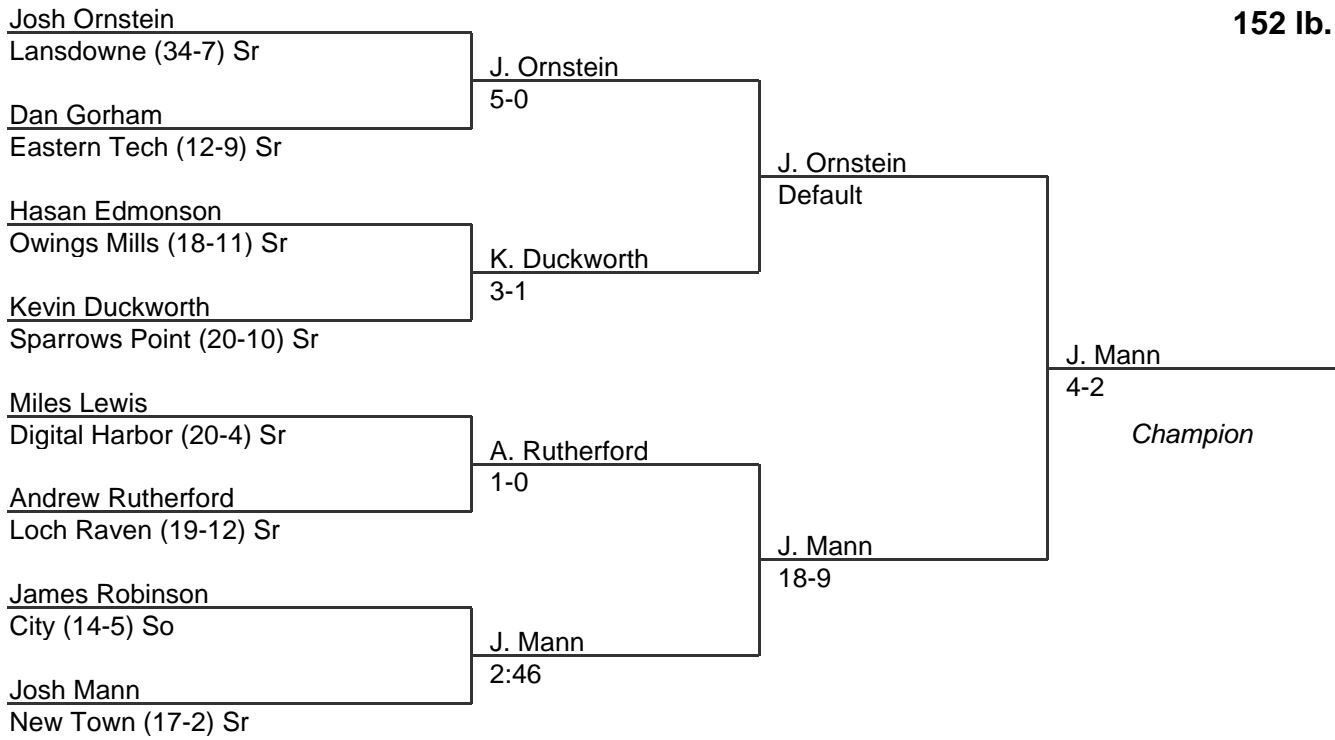 152 lb.
Josh Ornstein
Lansdowne (34-7) Sr
J. Ornstein
5-0
Dan Gorham
Eastern Tech (12-9) Sr
J. Ornstein
Default
Hasan Edmonson
Owings Mills (18-11) Sr
K. Duckworth
3-1
Kevin Duckworth
Sparrows Point (20-10) Sr
J. Mann
4-2
Champion
Miles Lewis
Digital Harbor (20-4) Sr
A. Rutherford
1-0
Andrew Rutherford
Loch Raven (19-12) Sr
J. Mann
18-9
James Robinson
City (14-5) So
J. Mann
2:46
Josh Mann
New Town (17-2) Sr